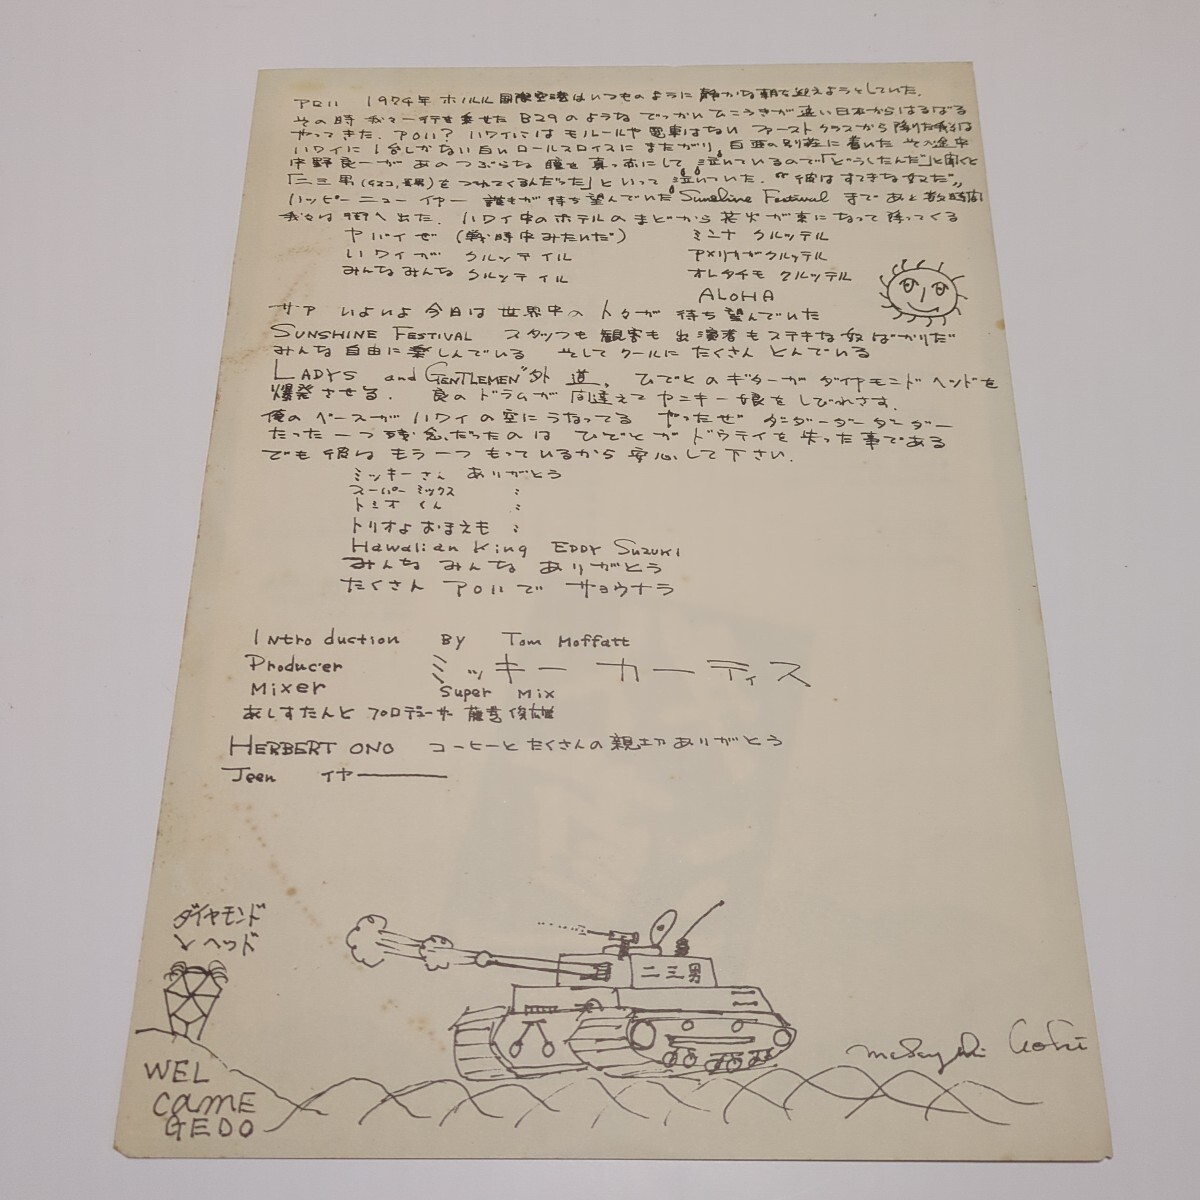 アロハ 1974年 ホノルル国際空港はいつものように静かな朝を迎えようとしていた.
その時 我々一行を乗せた B29のような でっかい ひこうきが 遠い日本からはるばる
やってきた. アロハ? ハワイにはモルールや電車はない ファーストクラスから降りた我々は
ハワイに1台しかない白いロールスロイスにまたがり, 白亜の別荘に着いた その途中
中野良一が あのつぶらな瞳を真っ赤にして 泣いているので「どうしたんだ」と聞くと
「二三男 をつれてくるんだった」といって泣いていた. “彼はすてきな奴だ„
ハッピー ニュー イヤー 誰もが待ち望んでいた Sunshine Festival まであと数時間
我々は街へ出た. ハワイ中のホテルのまどから花火が束になって降ってくる
ヤバイぜ (戦時中みたいだ) ミンナ クルッテル
ハワイガ クルッテイル アメリカガクルッテル
みんなみんな クルッテイル オレタチモ クルッテル
ALOHA
サア いよいよ 今日は世界中の人々が 待ち望んでいた
SUNSHINE FESTIVAL スタッフも 観客も 出演者も ステキな奴ばかりだ
みんな自由に楽しんでいる そしてクールに たくさん とんでいる
LADYS and GENTLEMEN "外道„ ひでとのギターが ダイヤモンドヘッドを
爆発させる. 良のドラムが 間違えて ヤンキー娘をしびれさす.
俺のベースが ハワイの空にうなってる やったぜ ダンダーダーダンダー
たった一つ残念だったのは ひでとが ドウテイを失った事である
でも彼は もう一つ もっているから 安心して下さい.
ミッキーさん ありがとう
スーパーミックス :
トミオくん :
トリオよ おまえも :
Hawaiian King EDDY SUZUKI
みんな みんな ありがとう
たくさん アロハで サヨウナラ
Introduction By Tom Moffatt
Producer ミッキー カーティス
Mixer Super Mix
あしすたんと プロデューサー
HERBERT ONO コーヒーと たくさんの 親切 ありがとう
Jeen イヤー――――
ダイヤモンド
ヘッド
二三男
WEL
CAME
GEDO
Masayuki Aoki